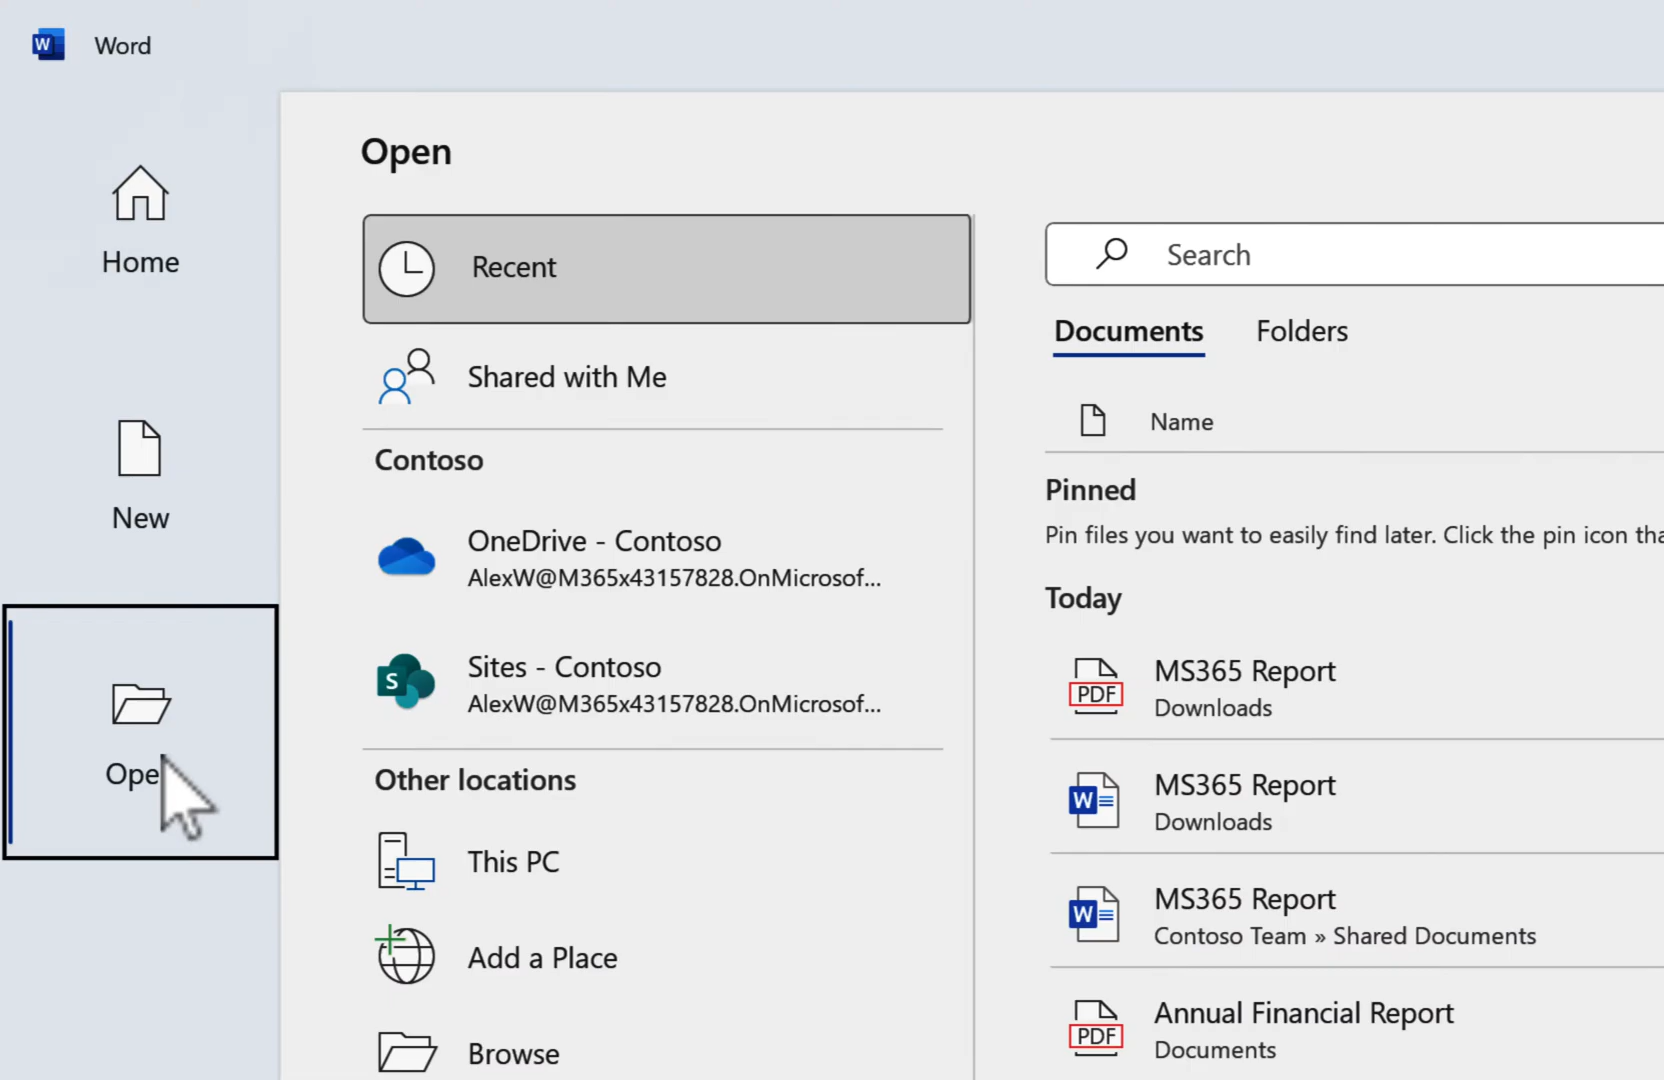 Word
Home
New
Ope
Open
Recent
Shared with Me
Contoso
OneDrive - Contoso
AlexW@M365x43157828.OnMicrosof...
Sites - Contoso
AlexW@M365x43157828.OnMicrosof...
Other locations
This PC
Add a Place
Browse
Search
Documents Folders
Name
Pinned
Pin files you want to easily find later. Click the pin icon tha
Today
PDF
MS365 Report
Downloads
W
MS365 Report
Downloads
W
MS365 Report
Contoso Team » Shared Documents
PDF
Annual Financial Report
Documents